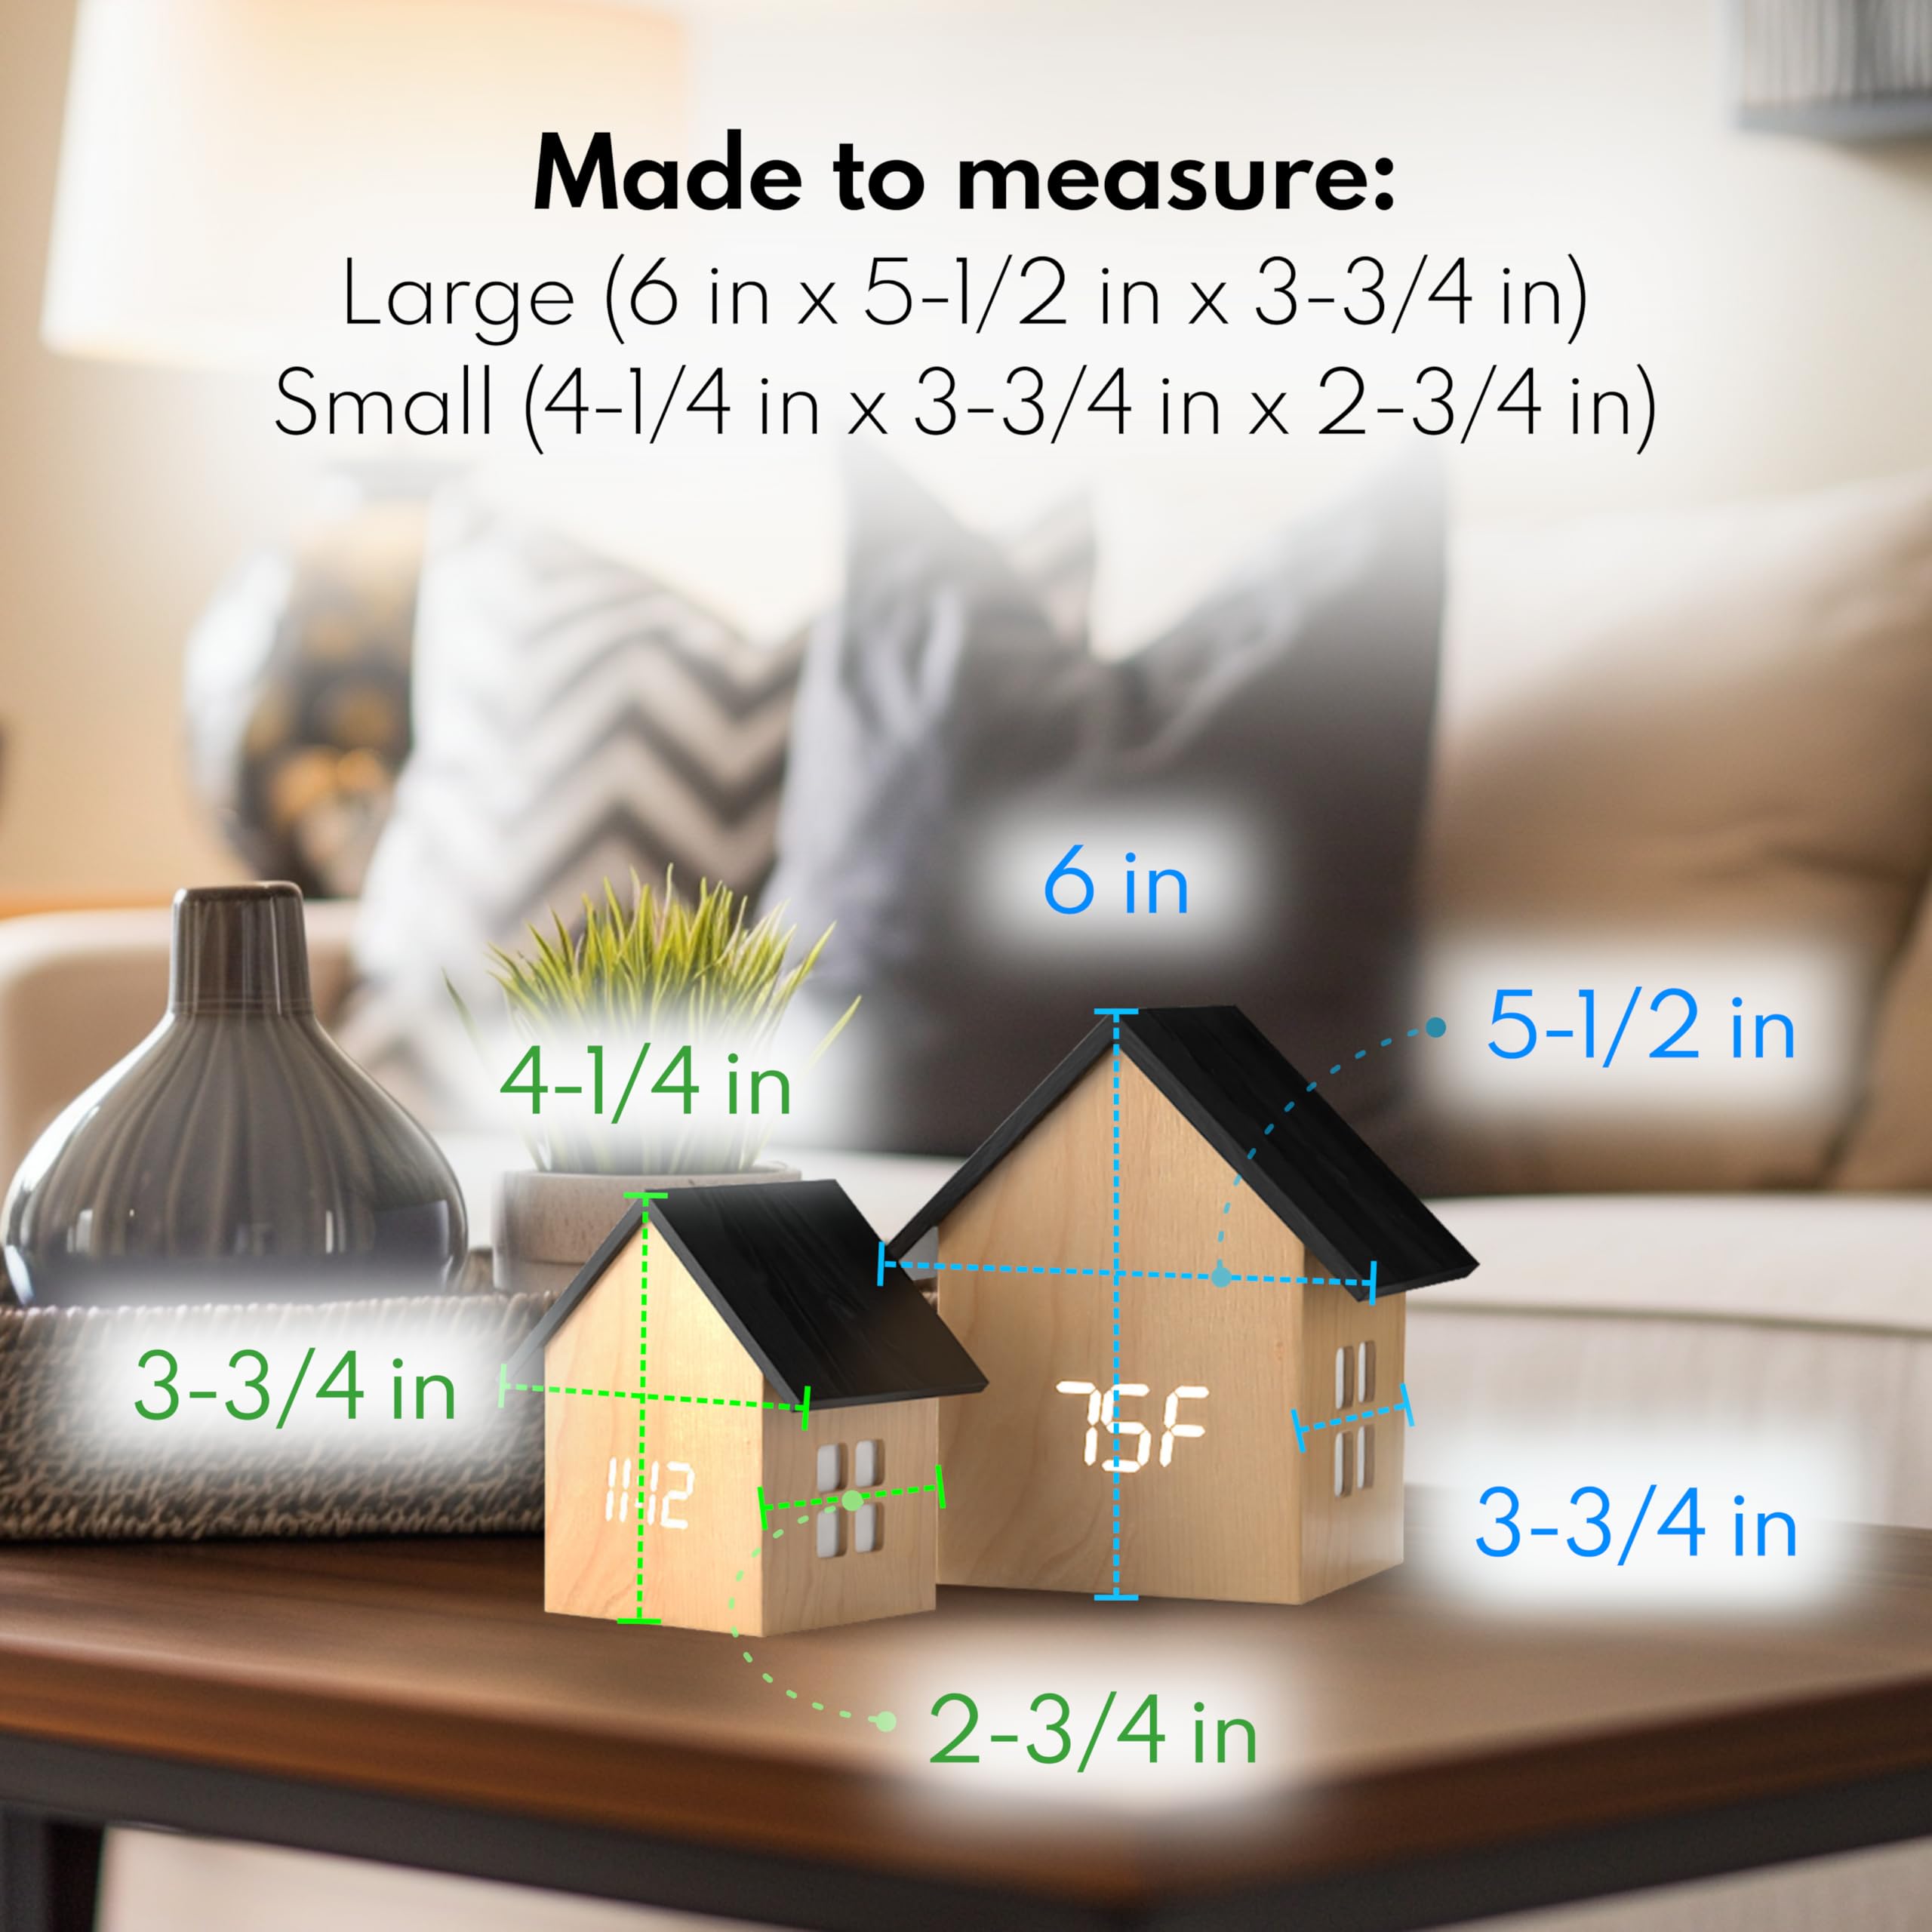 Made to measure:
Large (6 in x 5-1/2 in x 3-3/4 in)
Small (4-1/4 in x 3-3/4 in x 2-3/4 in)
6 in
5-1/2 in
4-1/4 in
3-3/4 in
75F
11:12
3-3/4 in
2-3/4 in